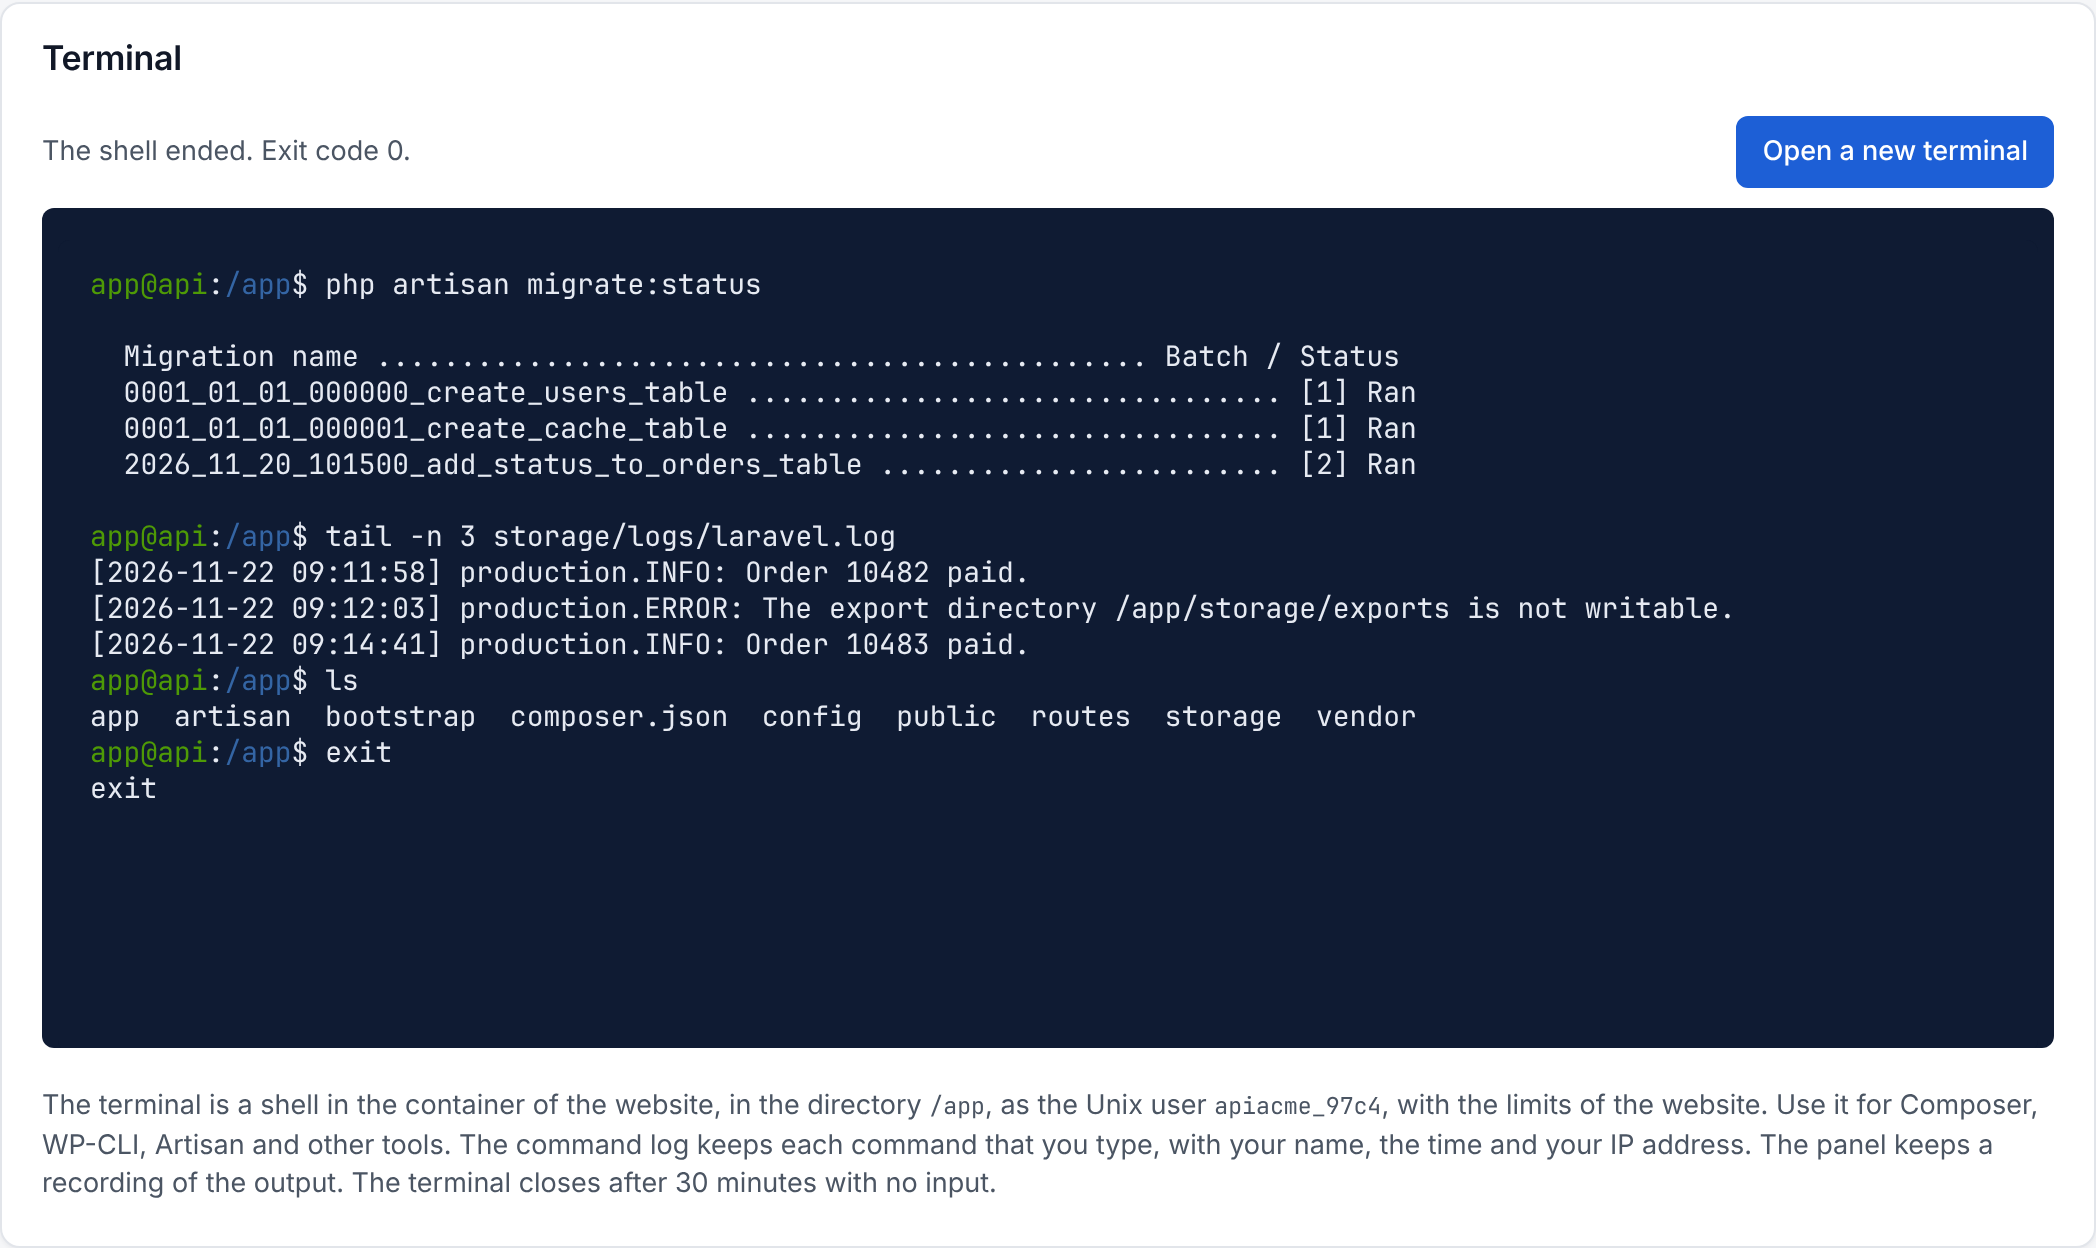 Terminal
The shell ended. Exit code 0.
Open a new terminal
app@api:/app$ php artisan migrate:status
Migration name .............................................. Batch / Status
0001_01_01_000000_create_users_table ................................ [1] Ran
0001_01_01_000001_create_cache_table ................................ [1] Ran
2026_11_20_101500_add_status_to_orders_table ........................ [2] Ran
app@api:/app$ tail -n 3 storage/logs/laravel.log
[2026-11-22 09:11:58] production.INFO: Order 10482 paid.
[2026-11-22 09:12:03] production.ERROR: The export directory /app/storage/exports is not writable.
[2026-11-22 09:14:41] production.INFO: Order 10483 paid.
app@api:/app$ ls
app  artisan  bootstrap  composer.json  config  public  routes  storage  vendor
app@api:/app$ exit
exit
The terminal is a shell in the container of the website, in the directory /app, as the Unix user apiacme_97c4, with the limits of the website. Use it for Composer,
WP-CLI, Artisan and other tools. The command log keeps each command that you type, with your name, the time and your IP address. The panel keeps a
recording of the output. The terminal closes after 30 minutes with no input.